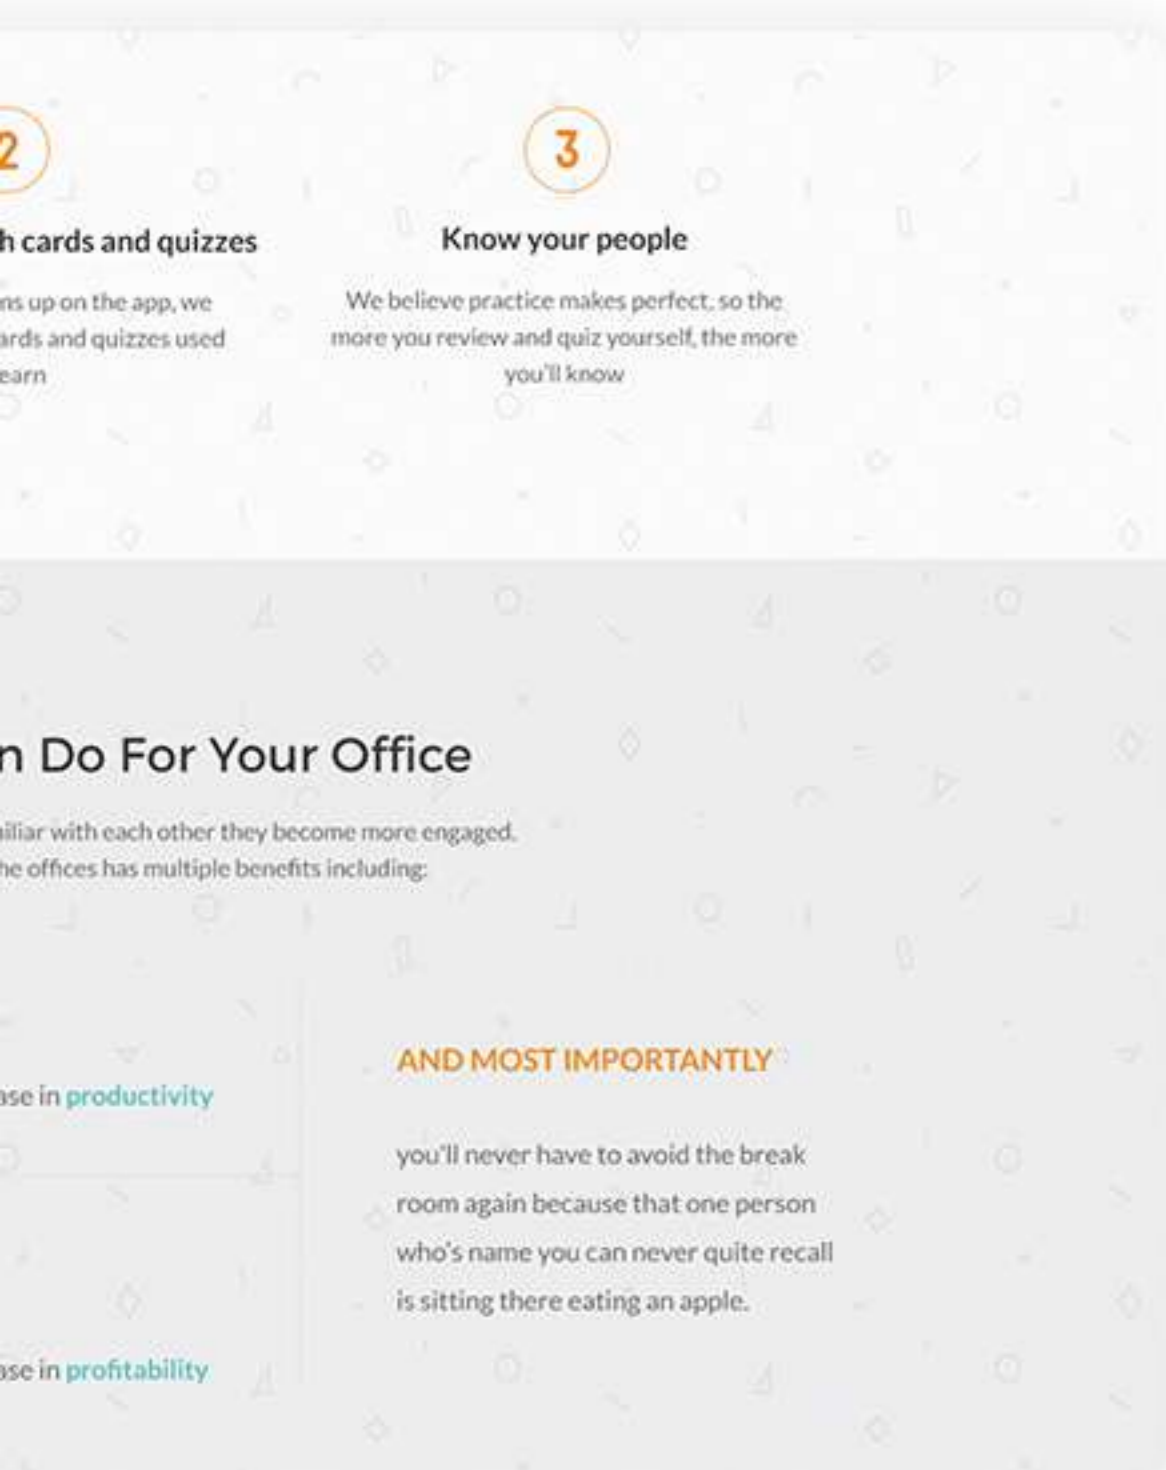 2
h cards and quizzes
ns up on the app, we
ards and quizzes used
earn
3
Know your people
We believe practice makes perfect, so the
more you review and quiz yourself, the more
you'll know
n Do For Your Office
iliar with each other they become more engaged.
he offices has multiple benefits including:
ase in productivity
ase in profitability
AND MOST IMPORTANTLY
you'll never have to avoid the break
room again because that one person
who's name you can never quite recall
is sitting there eating an apple.